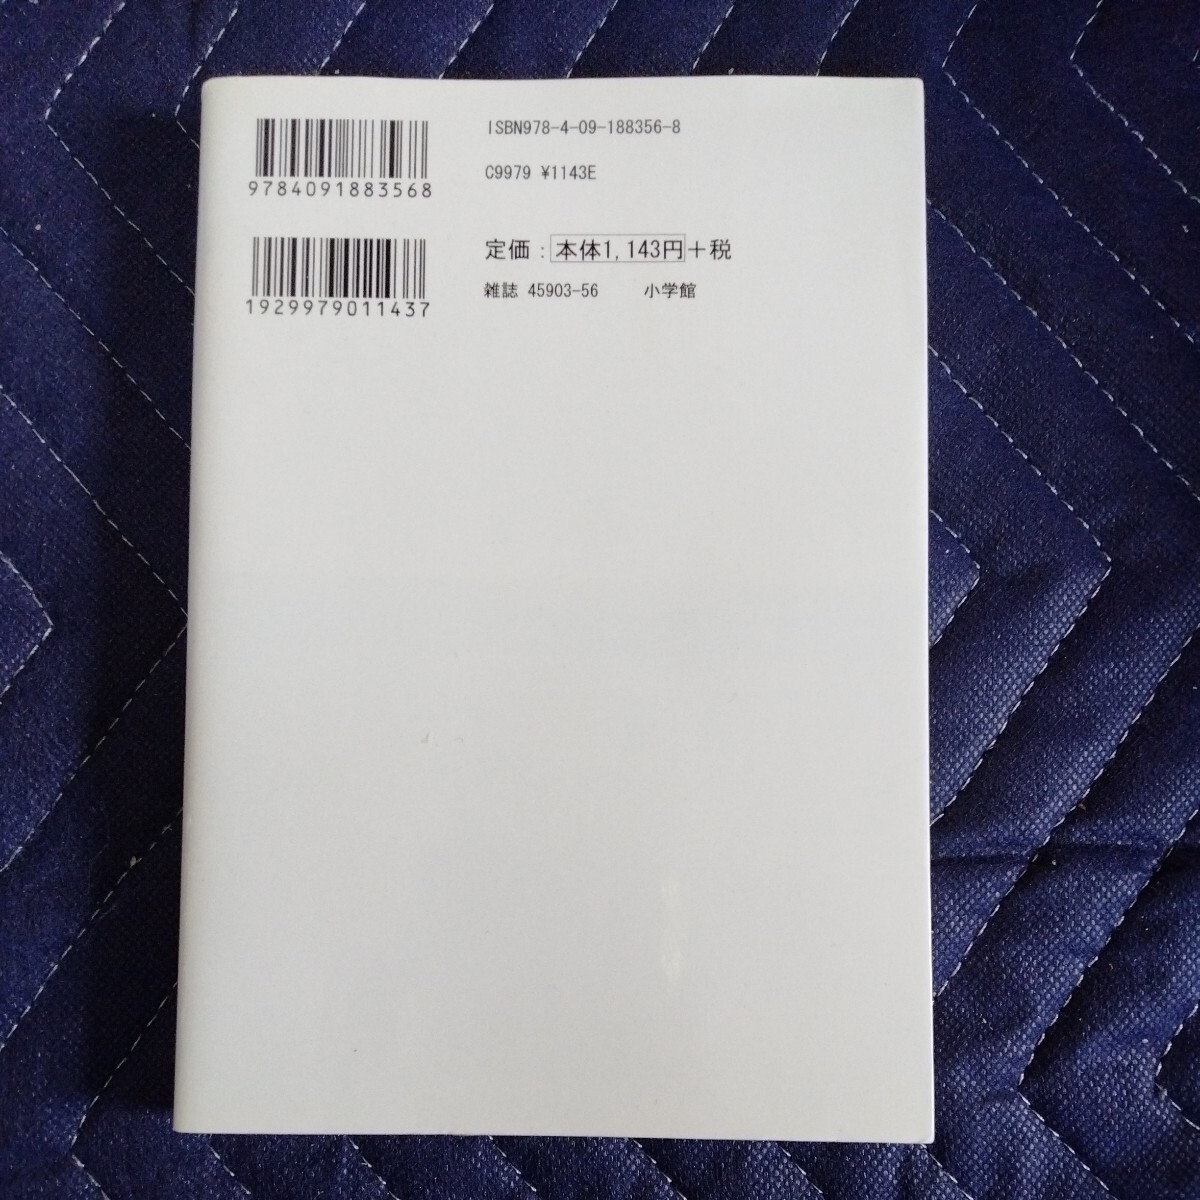 9784091883568
1929979011437
ISBN978-4-09-188356-8
C9979 ¥1143E
定価：本体1,143円＋税
雑誌 45903-56 小学館